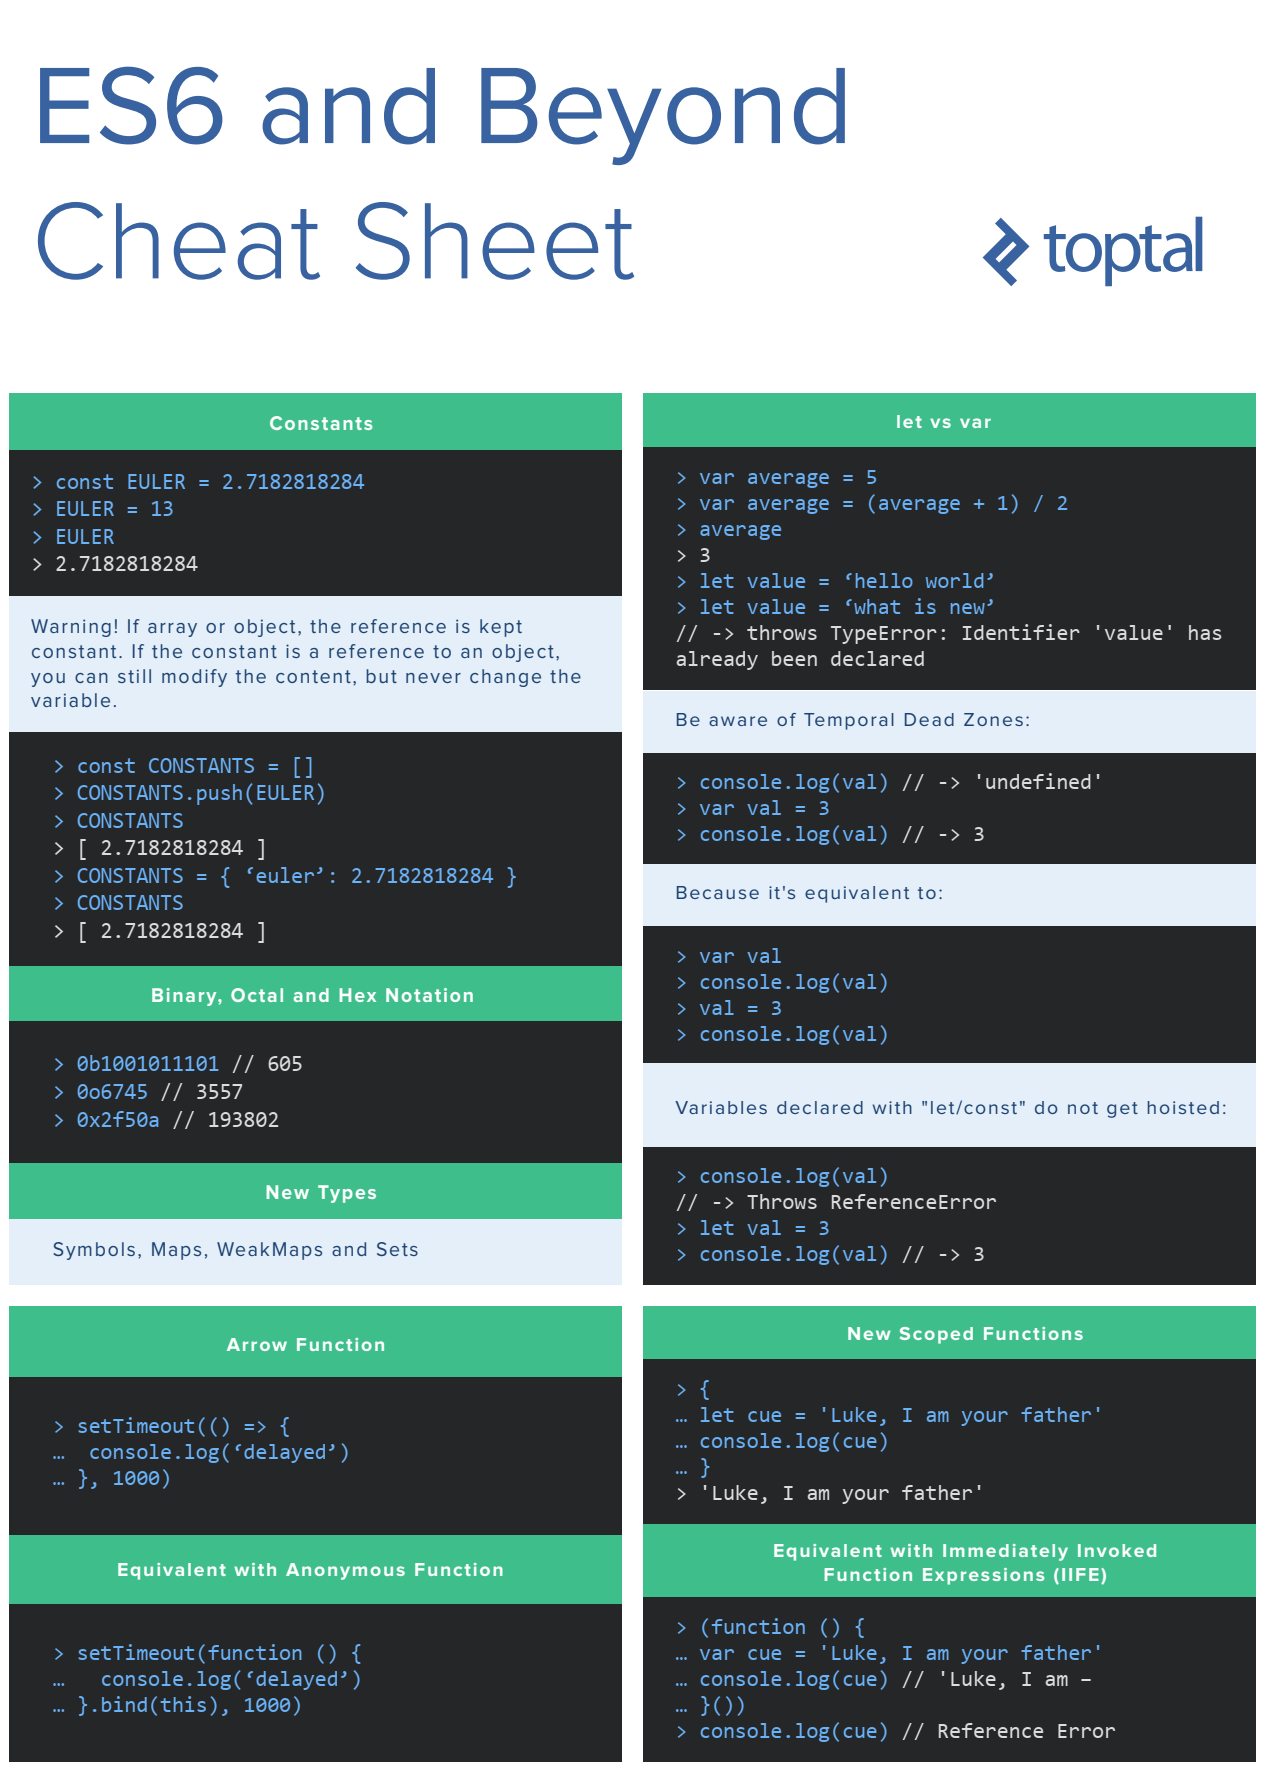 ES6 and Beyond
Cheat Sheet
toptal
Constants
> const EULER = 2.7182818284
> EULER = 13
> EULER
> 2.7182818284
Warning! If array or object, the reference is kept
constant. If the constant is a reference to an object,
you can still modify the content, but never change the
variable.
> const CONSTANTS = []
> CONSTANTS.push(EULER)
> CONSTANTS
> [ 2.7182818284 ]
> CONSTANTS = { ‘euler’: 2.7182818284 }
> CONSTANTS
> [ 2.7182818284 ]
Binary, Octal and Hex Notation
> 0b1001011101 // 605
> 0o6745 // 3557
> 0x2f50a // 193802
New Types
Symbols, Maps, WeakMaps and Sets
let vs var
> var average = 5
> var average = (average + 1) / 2
> average
> 3
> let value = ‘hello world’
> let value = ‘what is new’
// -> throws TypeError: Identifier 'value' has
already been declared
Be aware of Temporal Dead Zones:
> console.log(val) // -> 'undefined'
> var val = 3
> console.log(val) // -> 3
Because it's equivalent to:
> var val
> console.log(val)
> val = 3
> console.log(val)
Variables declared with "let/const" do not get hoisted:
> console.log(val)
// -> Throws ReferenceError
> let val = 3
> console.log(val) // -> 3
Arrow Function
> setTimeout(() => {
…  console.log(‘delayed’)
… }, 1000)
Equivalent with Anonymous Function
> setTimeout(function () {
…   console.log(‘delayed’)
… }.bind(this), 1000)
New Scoped Functions
> {
… let cue = 'Luke, I am your father'
… console.log(cue)
… }
> 'Luke, I am your father'
Equivalent with Immediately Invoked
Function Expressions (IIFE)
> (function () {
… var cue = 'Luke, I am your father'
… console.log(cue) // 'Luke, I am –
… }())
> console.log(cue) // Reference Error